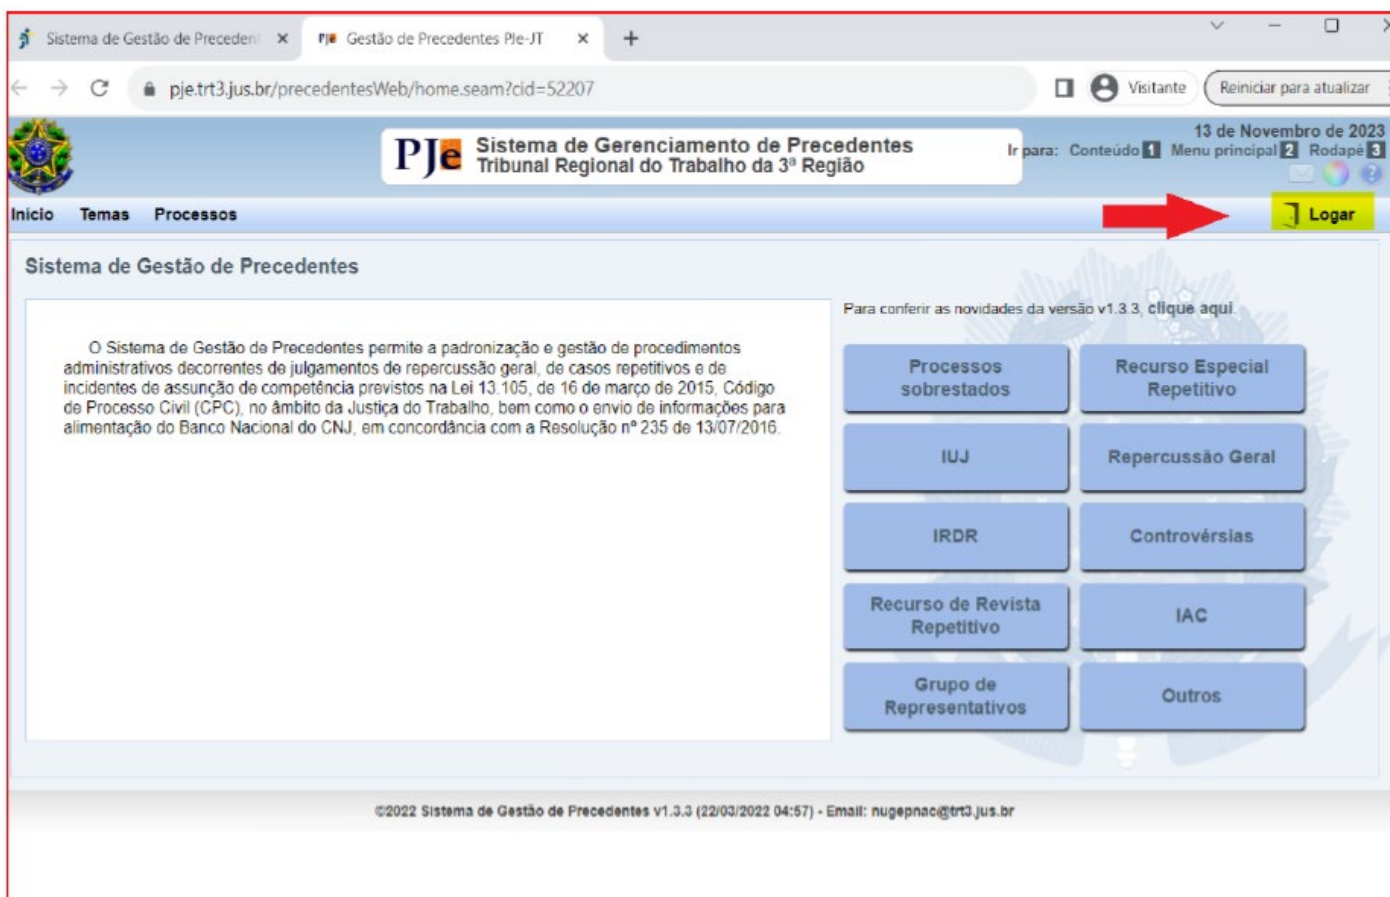 Sistema de Gestão de Precedent
PJe Gestão de Precedentes PJe-JT
pje.trt3.jus.br/precedentesWeb/home.seam?cid=52207
Visitante
Reiniciar para atualizar
13 de Novembro de 2023
PJe
Sistema de Gerenciamento de Precedentes
Tribunal Regional do Trabalho da 3ª Região
Ir para: Conteúdo 1 Menu principal 2 Rodapé 3
Início Temas Processos
Logar
Sistema de Gestão de Precedentes
Para conferir as novidades da versão v1.3.3, clique aqui.
O Sistema de Gestão de Precedentes permite a padronização e gestão de procedimentos
administrativos decorrentes de julgamentos de repercussão geral, de casos repetitivos e de
incidentes de assunção de competência previstos na Lei 13.105, de 16 de março de 2015, Código
de Processo Civil (CPC), no âmbito da Justiça do Trabalho, bem como o envio de informações para
alimentação do Banco Nacional do CNJ, em concordância com a Resolução nº 235 de 13/07/2016.
Processos
sobrestados
Recurso Especial
Repetitivo
IUJ
Repercussão Geral
IRDR
Controvérsias
Recurso de Revista
Repetitivo
IAC
Grupo de
Representativos
Outros
©2022 Sistema de Gestão de Precedentes v1.3.3 (22/03/2022 04:57) - Email: nugepnac@trt3.jus.br